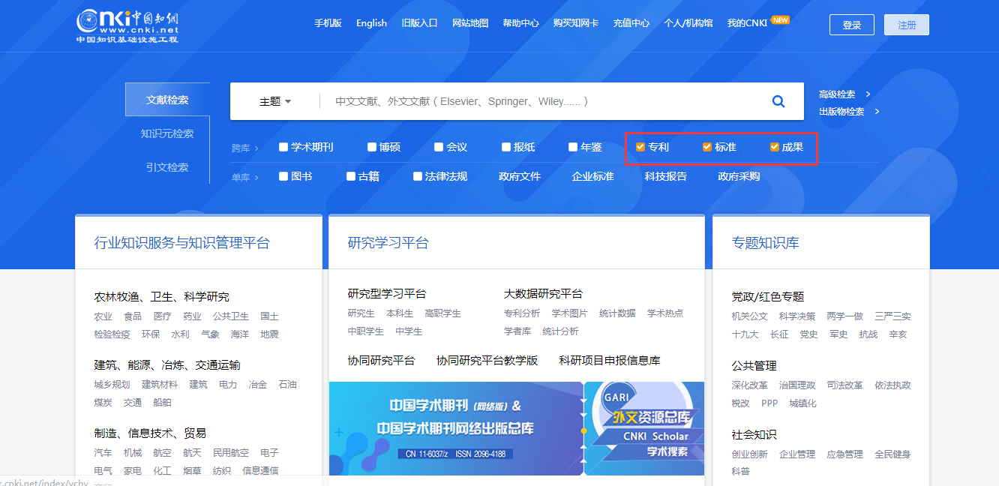 cnki中国知网
www.cnki.net
中国知识基础设施工程
手机版 English 旧版入口 网站地图 帮助中心 购买知网卡 充值中心 个人/机构馆 我的CNKI NEW
登录 注册
文献检索
知识元检索
引文检索
主题 中文文献、外文文献（Elsevier、Springer、Wiley......）
高级检索 >
出版物检索 >
跨库 > 学术期刊 博硕 会议 报纸 年鉴 专利 标准 成果
单库 > 图书 古籍 法律法规 政府文件 企业标准 科技报告 政府采购
行业知识服务与知识管理平台
农林牧渔、卫生、科学研究
农业 食品 医疗 药业 公共卫生 国土
检验检疫 环保 水利 气象 海洋 地震
建筑、能源、冶炼、交通运输
城乡规划 建筑材料 建筑 电力 冶金 石油
煤炭 交通 船舶
制造、信息技术、贸易
汽车 机械 航空 航天 民用航空 电子
电气 家电 化工 烟草 纺织 信息通信
研究学习平台
研究型学习平台
研究生 本科生 高职学生
中职学生 中学生
大数据研究平台
专利分析 学术图片 统计数据 学术热点
学者库 统计分析
协同研究平台 协同研究平台教学版 科研项目申报信息库
中国学术期刊（网络版）&
中国学术期刊网络出版总库
CN 11-6037/z ISSN 2096-4188
GARI
外文资源总库
CNKI Scholar
学术搜索
专题知识库
党政/红色专题
机关公文 科学决策 两学一做 三严三实
十九大 长征 党史 军史 抗战 辛亥
公共管理
深化改革 治国理政 司法改革 依法执政
税改 PPP 城镇化
社会知识
创业创新 企业管理 应急管理 全民健身
科普
r.cnki.net/index/ychy